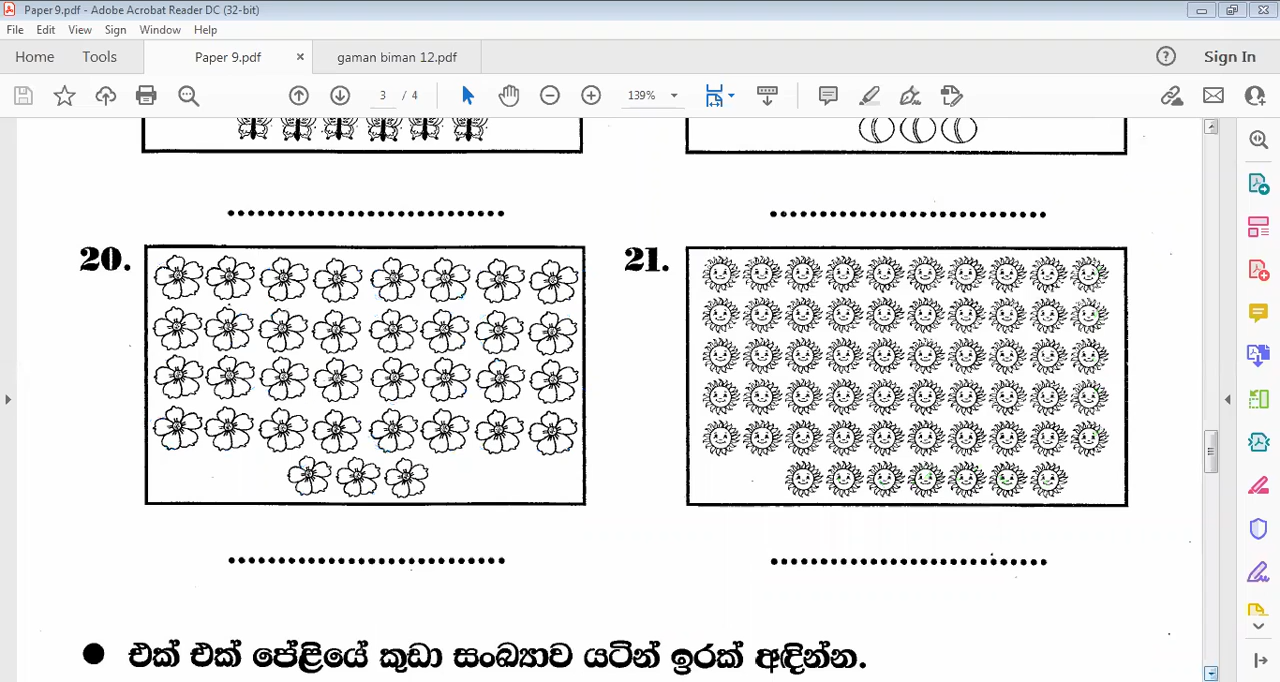 Paper 9.pdf - Adobe Acrobat Reader DC (32-bit)
File Edit View Sign Window Help
Home Tools Paper 9.pdf × gaman biman 12.pdf Sign In
3 / 4 139%
20. 21.
● එක් එක් පේළියේ කුඩා සංඛ්‍යාව යටින් ඉරක් අඳින්න.